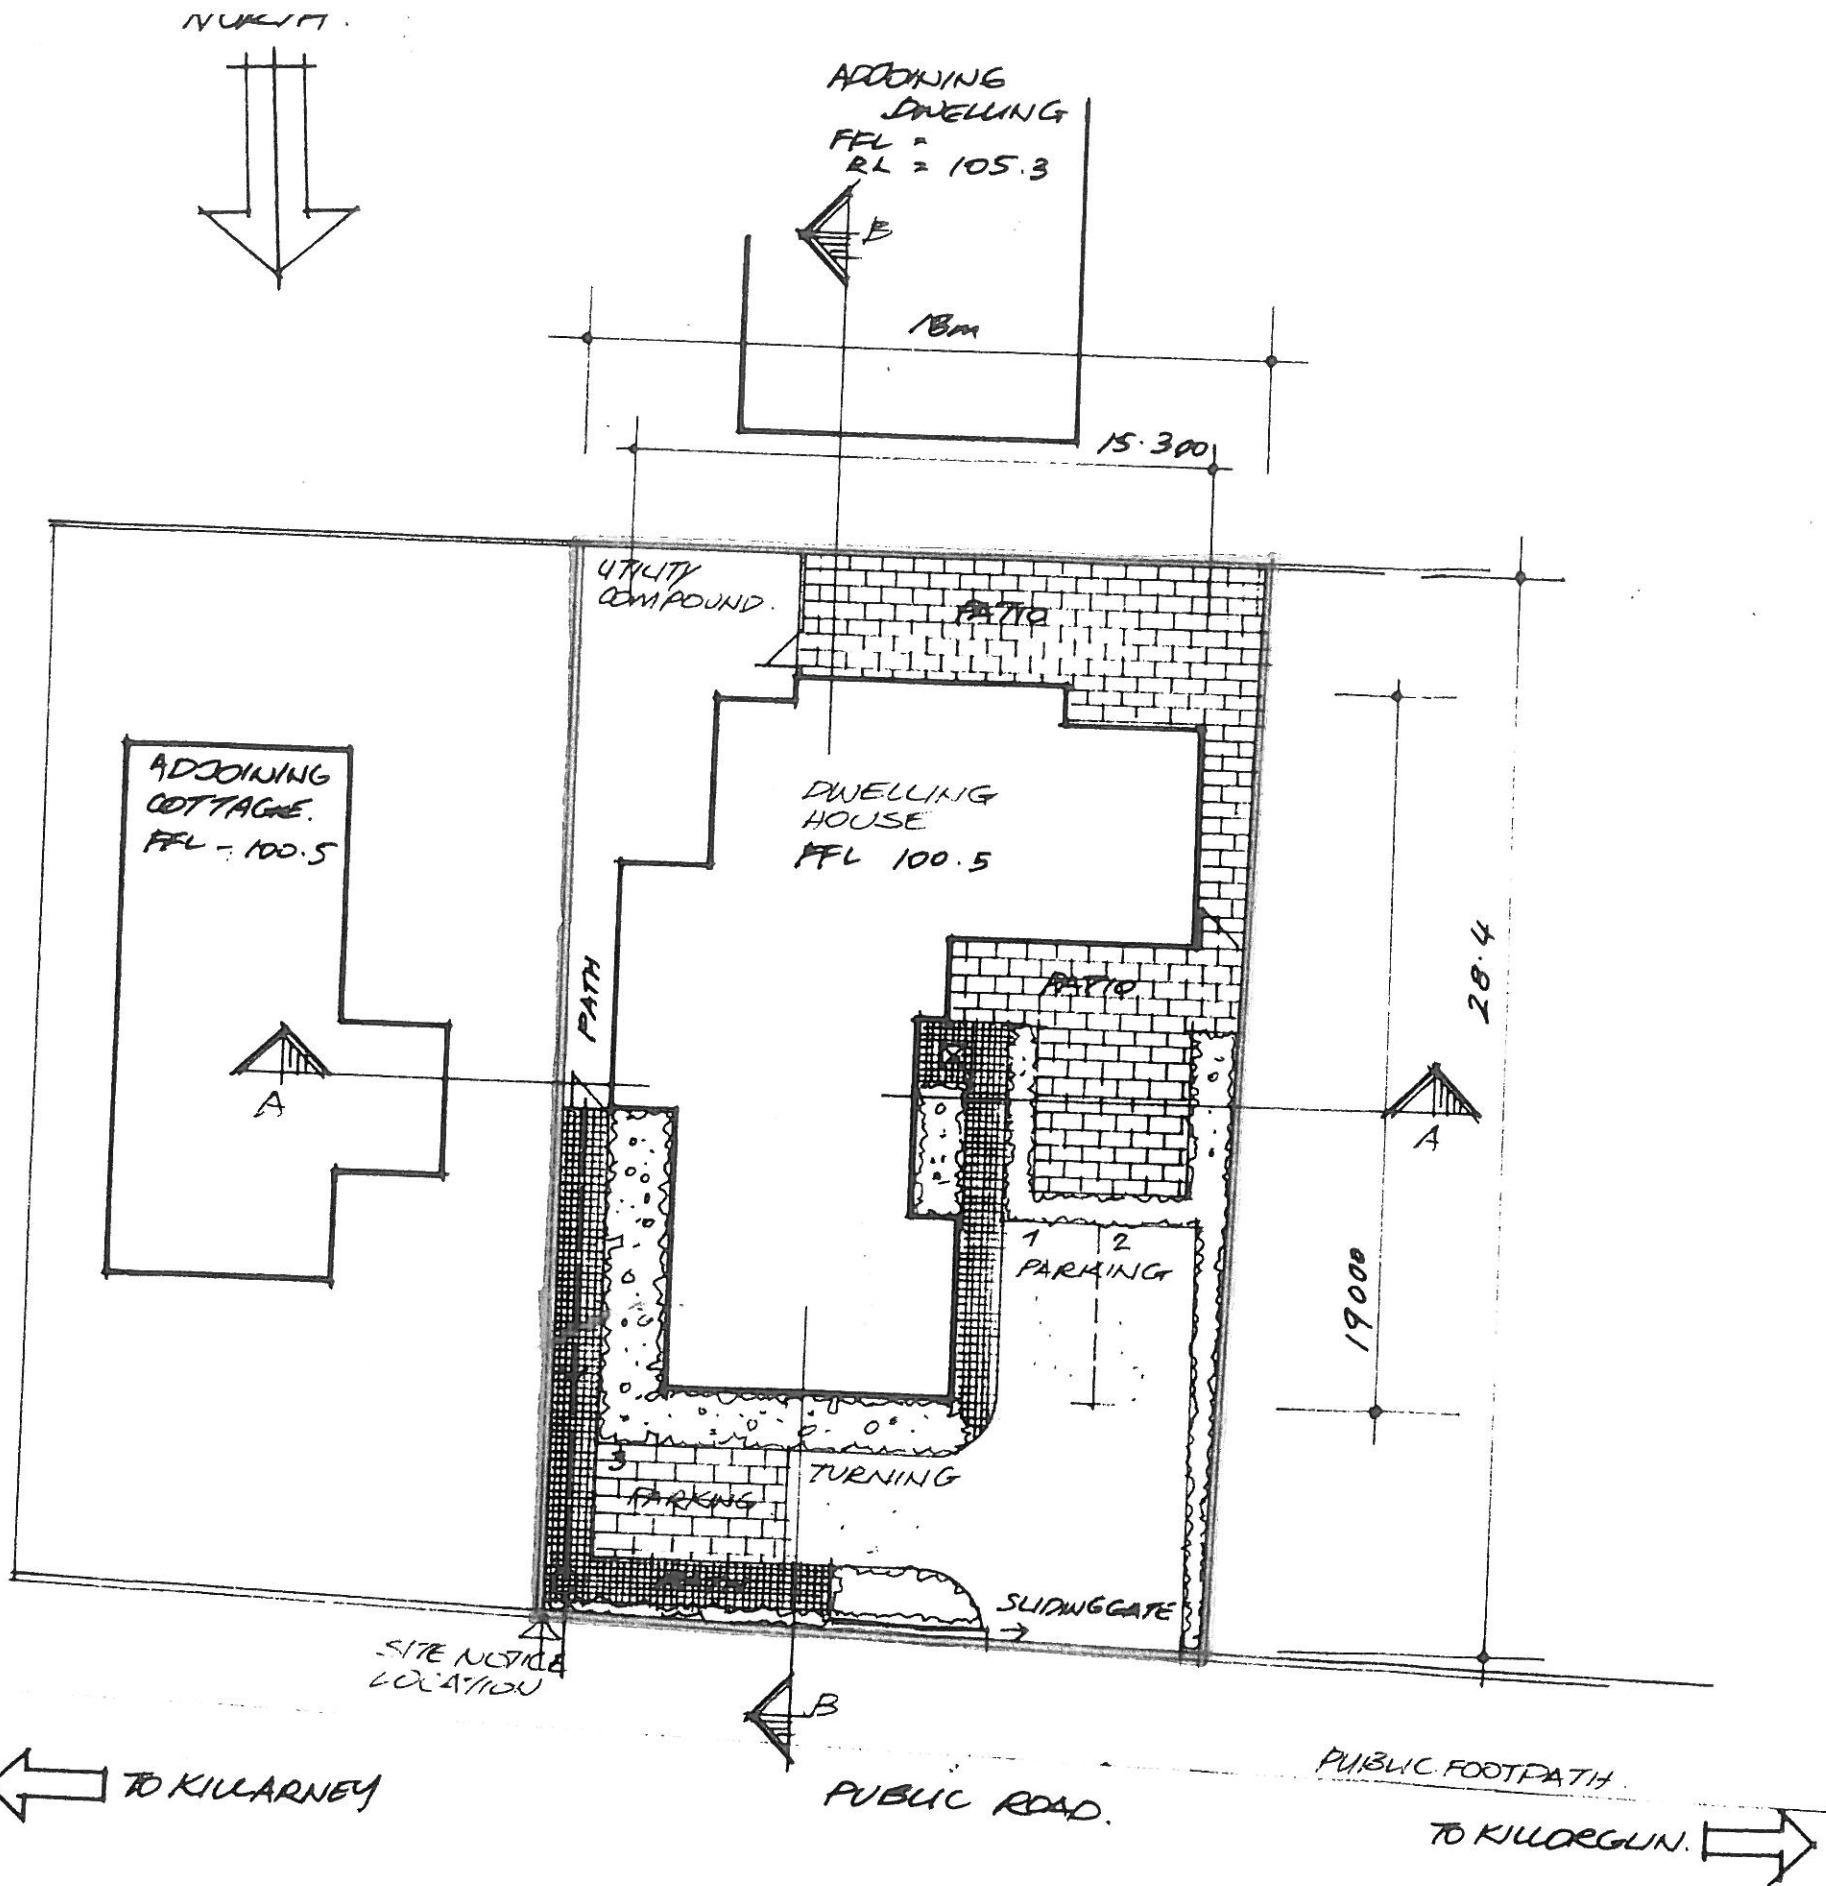 NORTH.
ADJOINING
DWELLING
FFL =
RL = 105.3
B
18m
15.300
UTILITY
COMPOUND.
PATIO
ADJOINING
COTTAGE.
FFL - 100.5
DWELLING
HOUSE
FFL 100.5
PATH
PATIO
28.4
A
A
1 2
PARKING
19000
3
PARKING
TURNING
SLIDING GATE
SITE NOTICE
LOCATION
B
PUBLIC FOOTPATH.
TO KILLARNEY
PUBLIC ROAD.
TO KILLORGLIN.